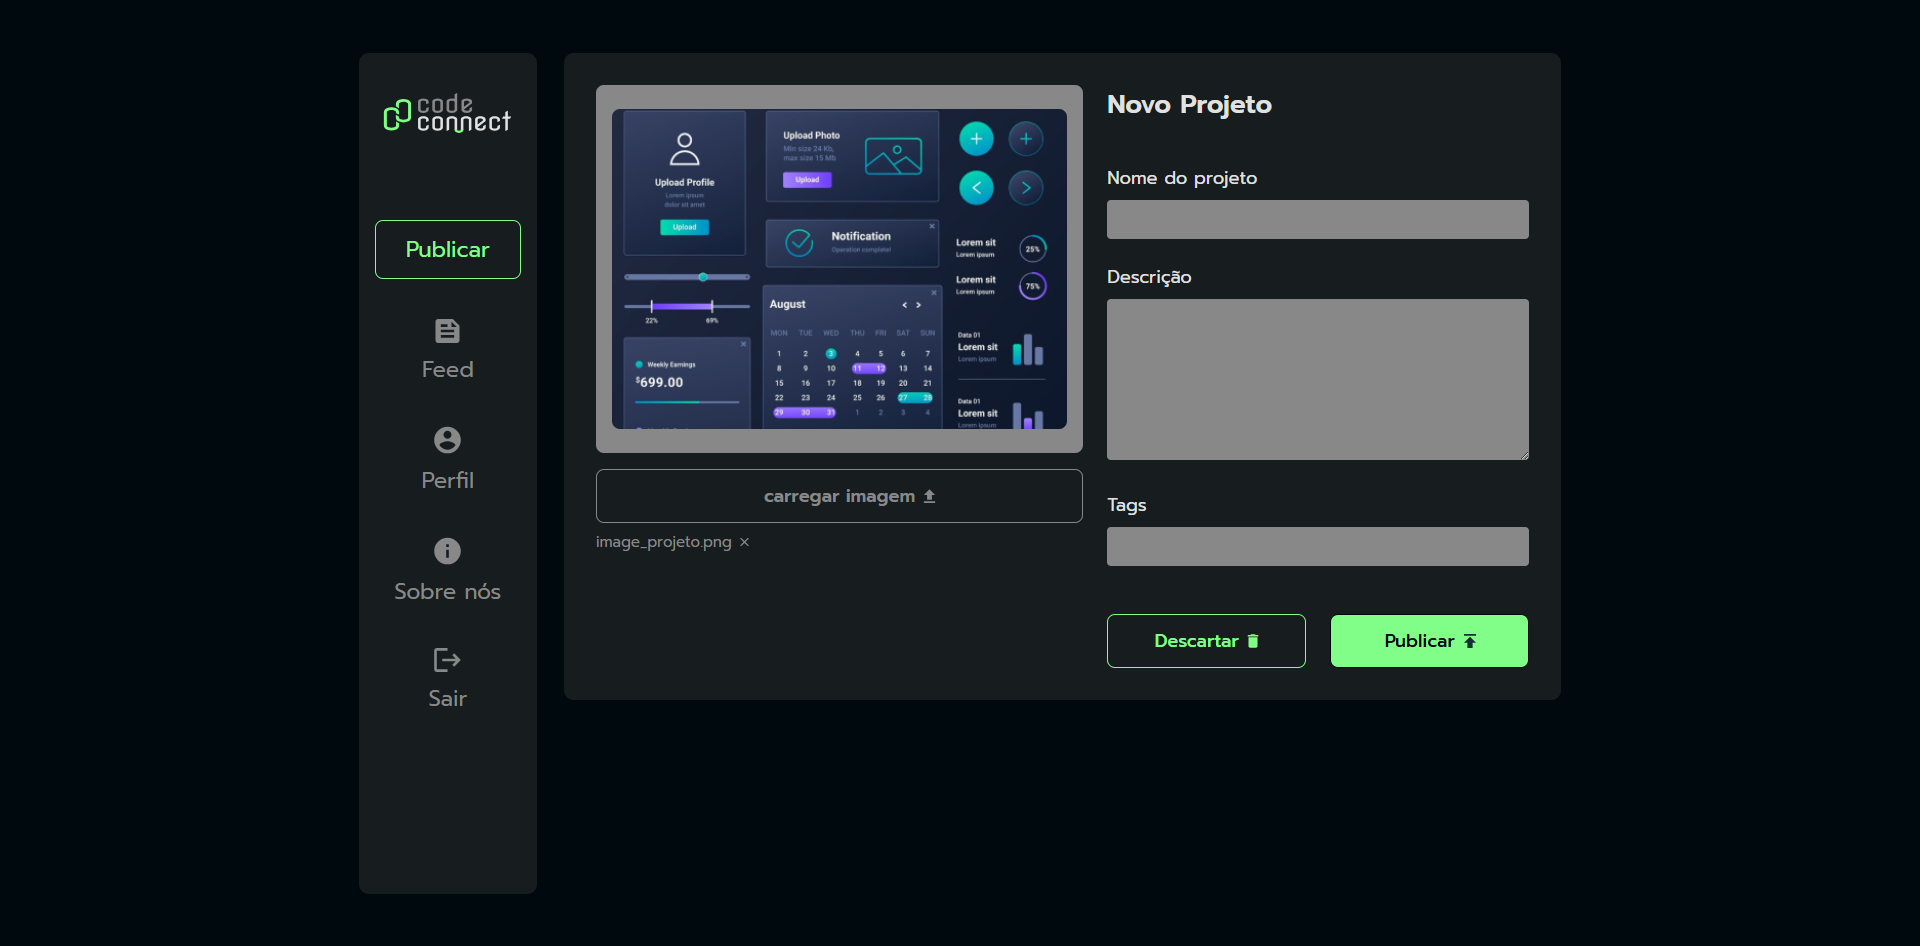 code
connect
Publicar
Feed
Perfil
Sobre nós
Sair
Upload Profile
Lorem ipsum
dolor sit amet
Upload
Upload Photo
Min size 24 Kb,
max size 15 Mb
Upload
Notification
Operation complete!
22%
69%
Weekly Earnings
$699.00
August
< >
MON TUE WED THU FRI SAT SUN
1 2 3 4 5 6 7
8 9 10 11 12 13 14
15 16 17 18 19 20 21
22 23 24 25 26 27 28
29 30 31 1 2 3 4
Lorem sit
Lorem ipsum
25%
Lorem sit
Lorem ipsum
75%
Data 01
Lorem sit
Lorem ipsum
Data 01
Lorem sit
Lorem ipsum
carregar imagem
image_projeto.png
Novo Projeto
Nome do projeto
Descrição
Tags
Descartar
Publicar